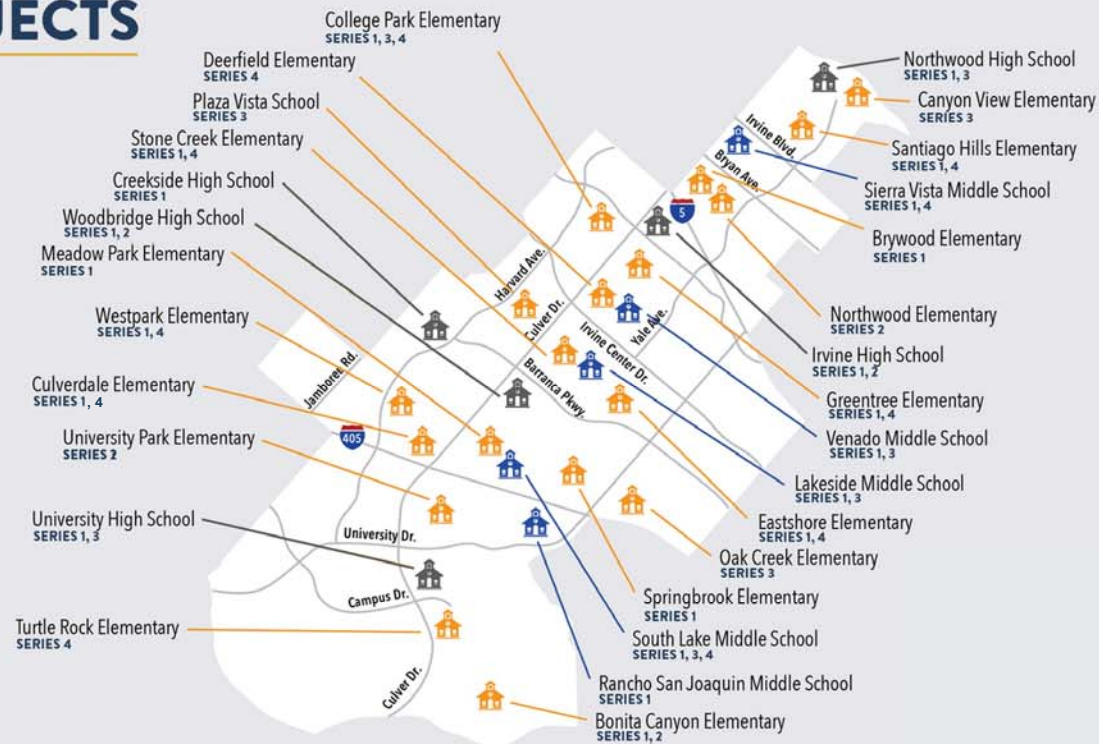 JECTS
College Park Elementary
SERIES 1, 3, 4
Deerfield Elementary
SERIES 4
Plaza Vista School
SERIES 3
Stone Creek Elementary
SERIES 1, 4
Creekside High School
SERIES 1
Woodbridge High School
SERIES 1, 2
Meadow Park Elementary
SERIES 1
Westpark Elementary
SERIES 1, 4
Culverdale Elementary
SERIES 1, 4
University Park Elementary
SERIES 2
University High School
SERIES 1, 3
Turtle Rock Elementary
SERIES 4
Northwood High School
SERIES 1, 3
Canyon View Elementary
SERIES 3
Santiago Hills Elementary
SERIES 1, 4
Sierra Vista Middle School
SERIES 1, 4
Brywood Elementary
SERIES 1
Northwood Elementary
SERIES 2
Irvine High School
SERIES 1, 2
Greentree Elementary
SERIES 1, 4
Venado Middle School
SERIES 1, 3
Lakeside Middle School
SERIES 1, 3
Eastshore Elementary
SERIES 1, 4
Oak Creek Elementary
SERIES 3
Springbrook Elementary
SERIES 1
South Lake Middle School
SERIES 1, 3, 4
Rancho San Joaquin Middle School
SERIES 1
Bonita Canyon Elementary
SERIES 1, 2
Irvine Blvd.
Bryan Ave.
5
Harvard Ave.
Culver Dr.
Yale Ave.
Irvine Center Dr.
Barranca Pkwy.
Jamboree Rd.
405
University Dr.
Campus Dr.
Culver Dr.